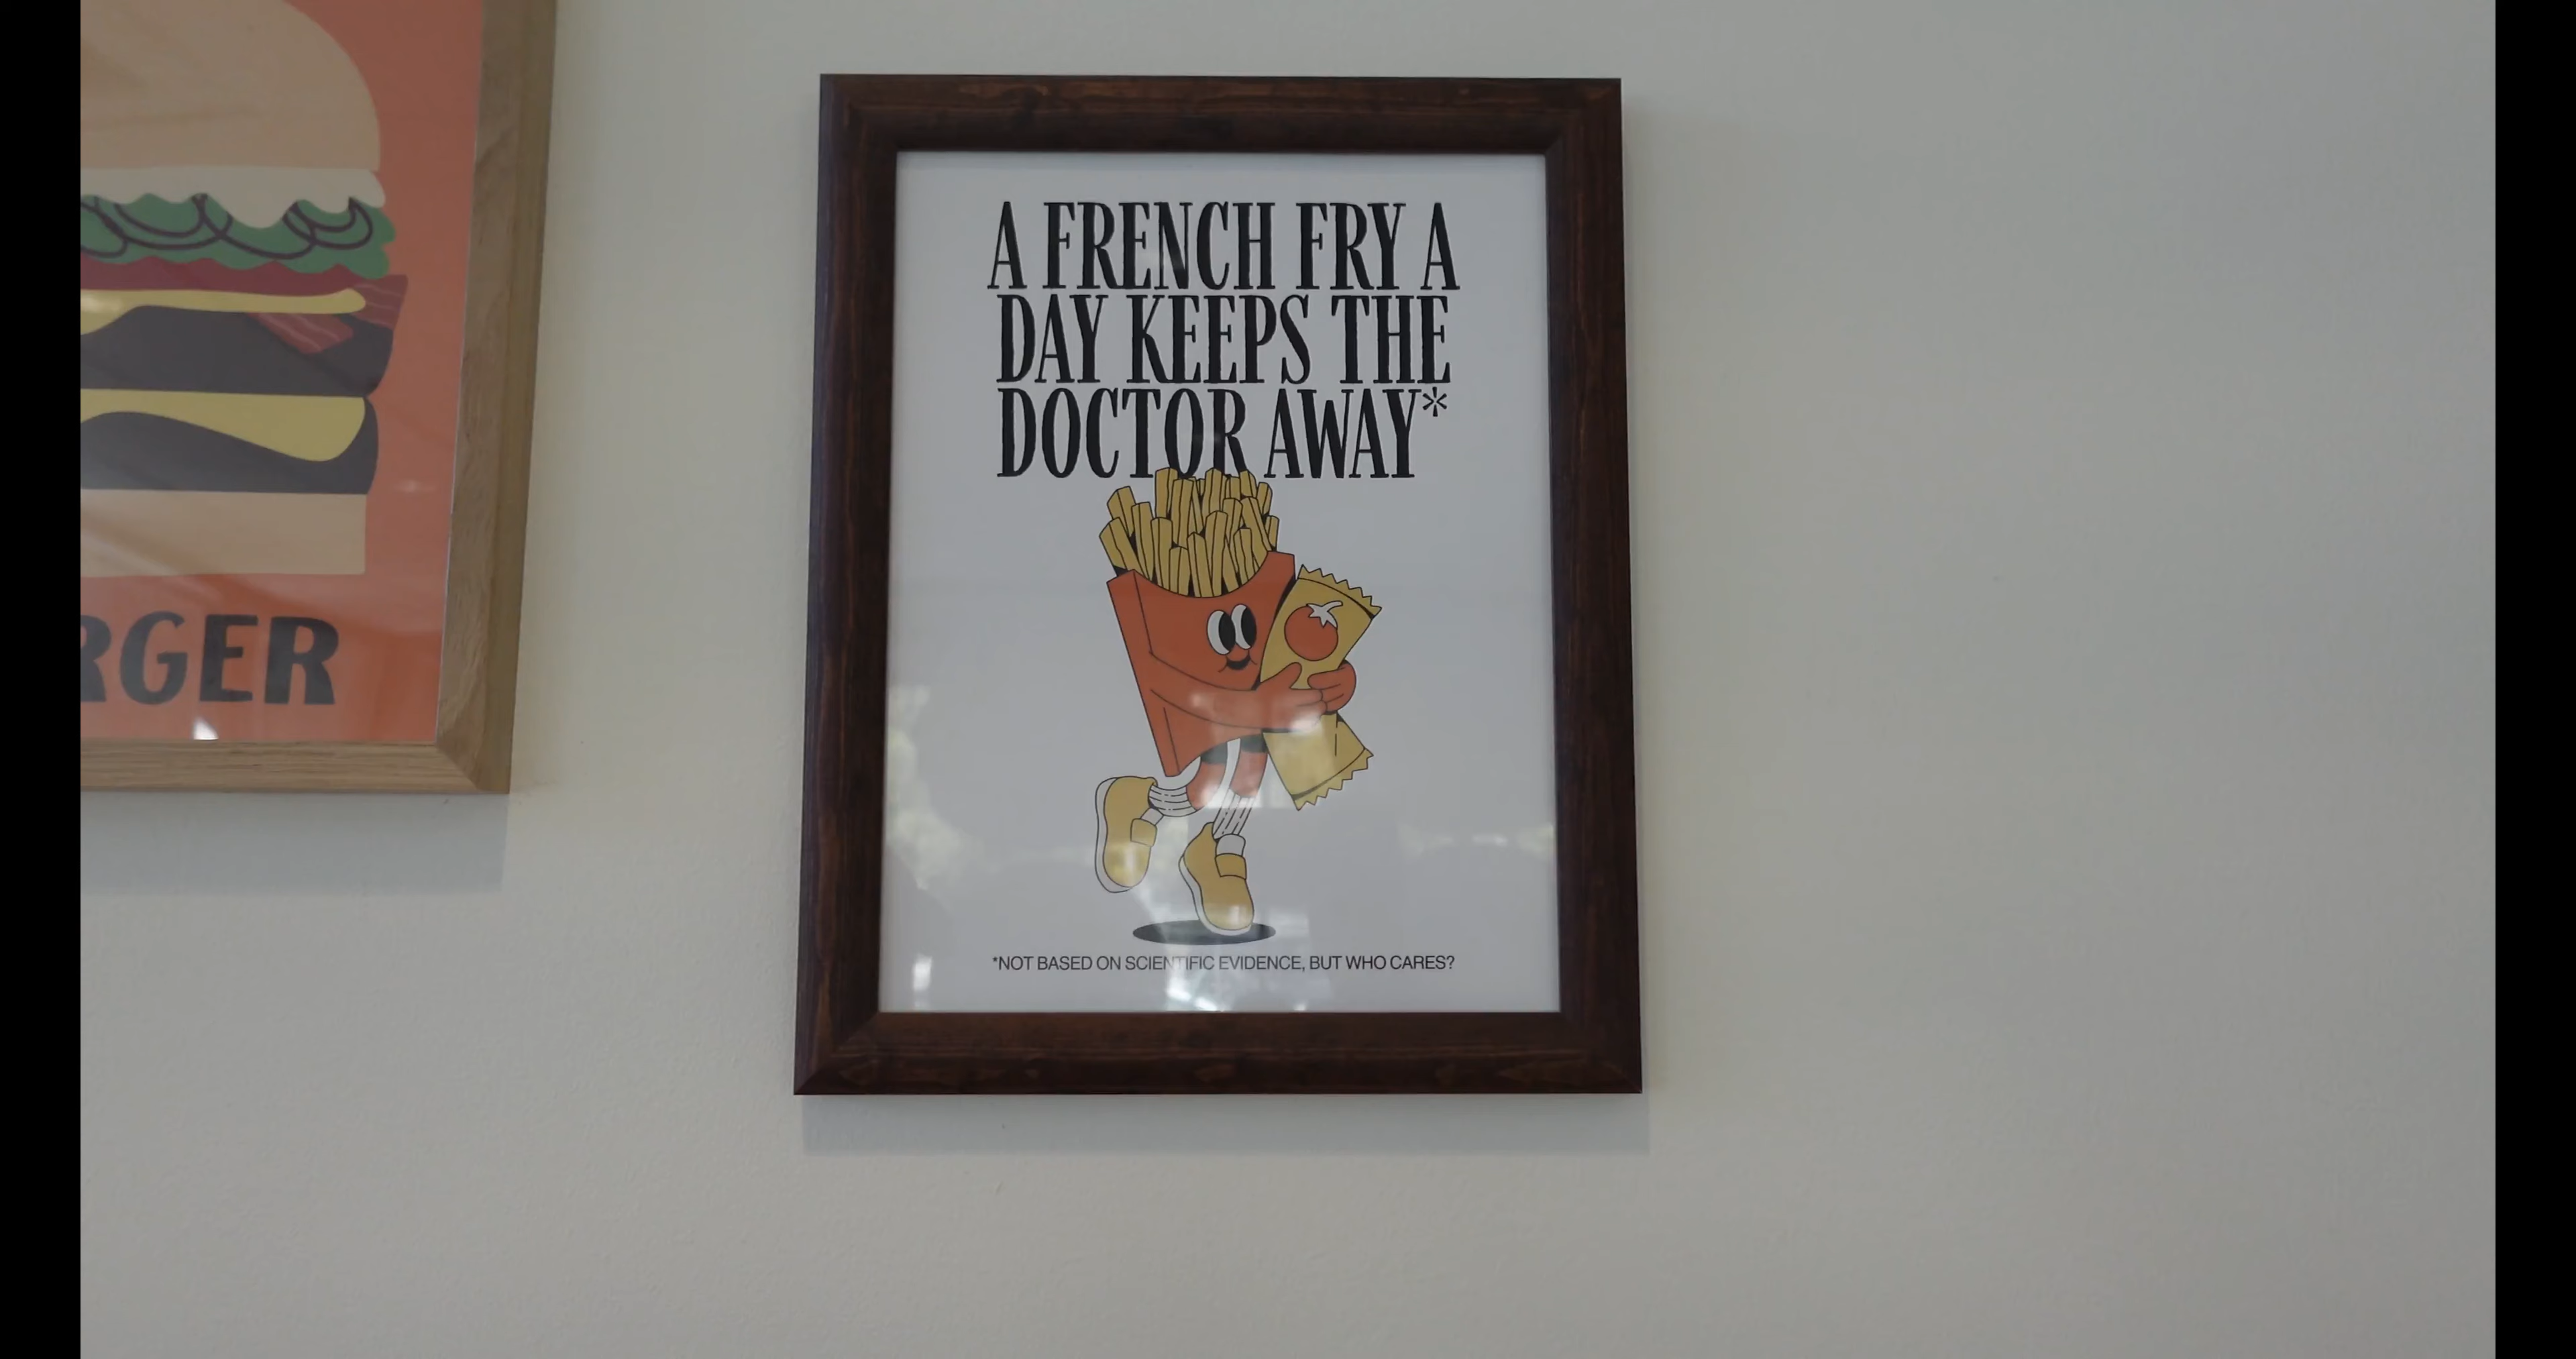 A FRENCH FRY A
DAY KEEPS THE
DOCTOR AWAY*
*NOT BASED ON SCIENTIFIC EVIDENCE, BUT WHO CARES?
RGER